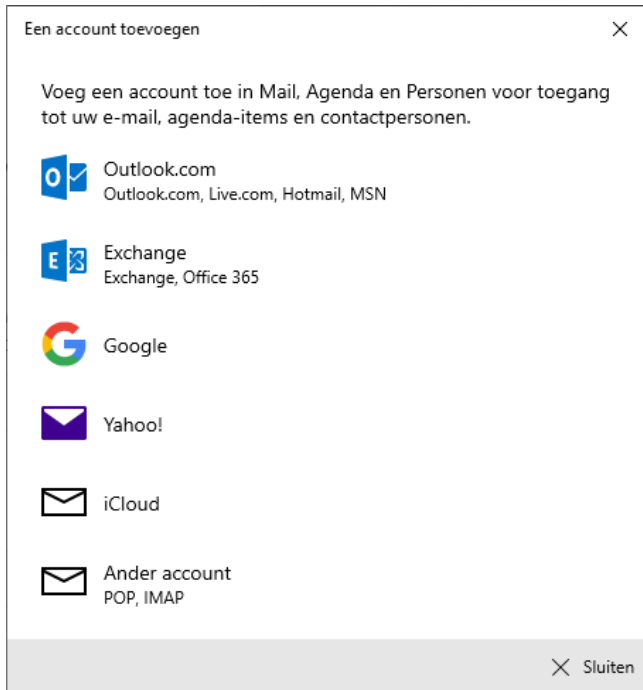 Een account toevoegen
Voeg een account toe in Mail, Agenda en Personen voor toegang
tot uw e-mail, agenda-items en contactpersonen.
Outlook.com
Outlook.com, Live.com, Hotmail, MSN
Exchange
Exchange, Office 365
Google
Yahoo!
iCloud
Ander account
POP, IMAP
Sluiten